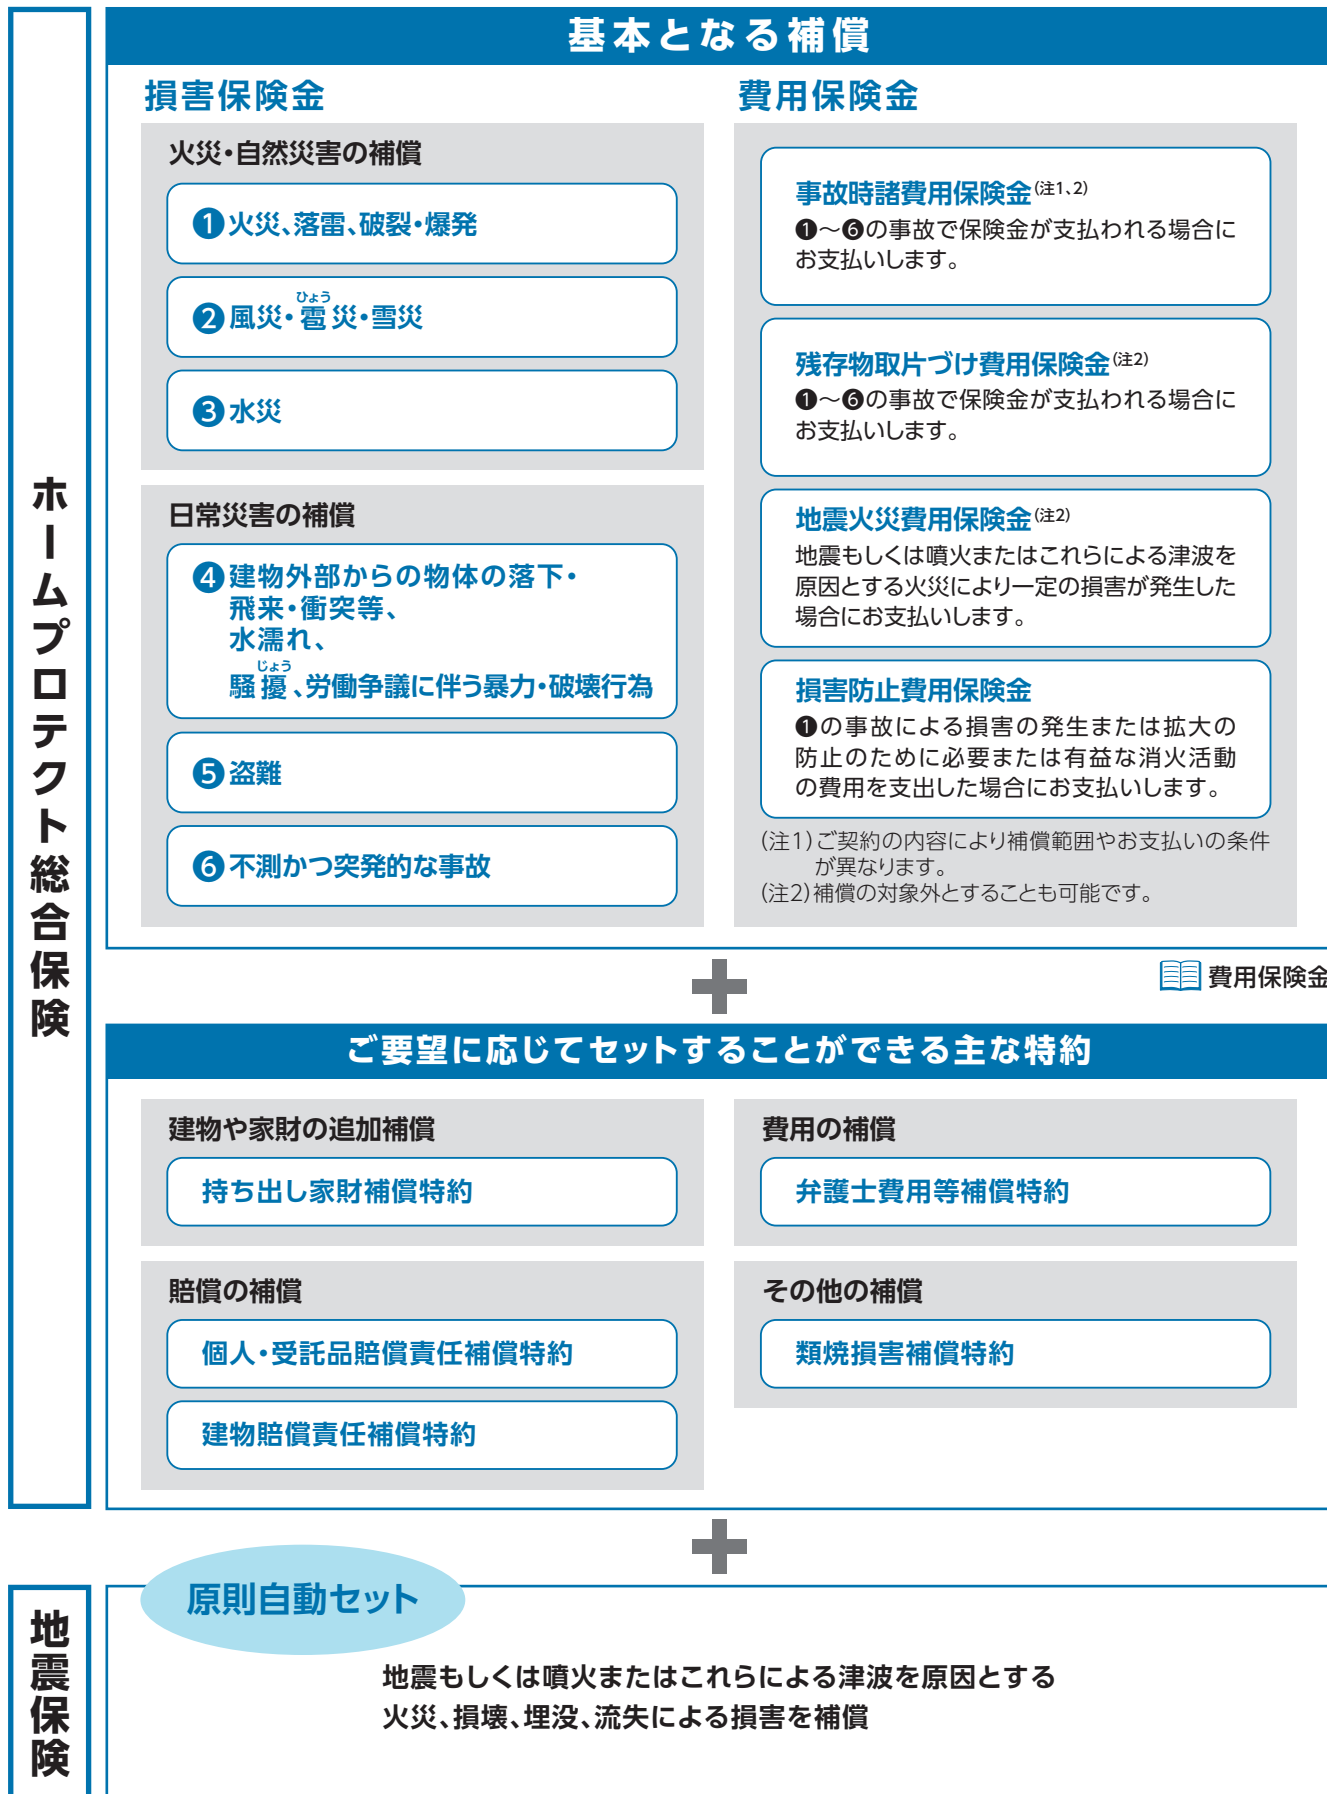 ホームプロテクト総合保険
基本となる補償
損害保険金
火災・自然災害の補償
❶火災、落雷、破裂・爆発
ひょう
❷風災・雹災・雪災
❸水災
日常災害の補償
❹建物外部からの物体の落下・
飛来・衝突等、
水濡れ、
じょう
騒擾、労働争議に伴う暴力・破壊行為
❺盗難
❻不測かつ突発的な事故
費用保険金
事故時諸費用保険金(注1、2)
❶～❻の事故で保険金が支払われる場合に
お支払いします。
残存物取片づけ費用保険金(注2)
❶～❻の事故で保険金が支払われる場合に
お支払いします。
地震火災費用保険金(注2)
地震もしくは噴火またはこれらによる津波を
原因とする火災により一定の損害が発生した
場合にお支払いします。
損害防止費用保険金
❶の事故による損害の発生または拡大の
防止のために必要または有益な消火活動
の費用を支出した場合にお支払いします。
(注1)ご契約の内容により補償範囲やお支払いの条件
が異なります。
(注2)補償の対象外とすることも可能です。
費用保険金
ご要望に応じてセットすることができる主な特約
建物や家財の追加補償
持ち出し家財補償特約
費用の補償
弁護士費用等補償特約
賠償の補償
個人・受託品賠償責任補償特約
建物賠償責任補償特約
その他の補償
類焼損害補償特約
地震保険
原則自動セット
地震もしくは噴火またはこれらによる津波を原因とする
火災、損壊、埋没、流失による損害を補償